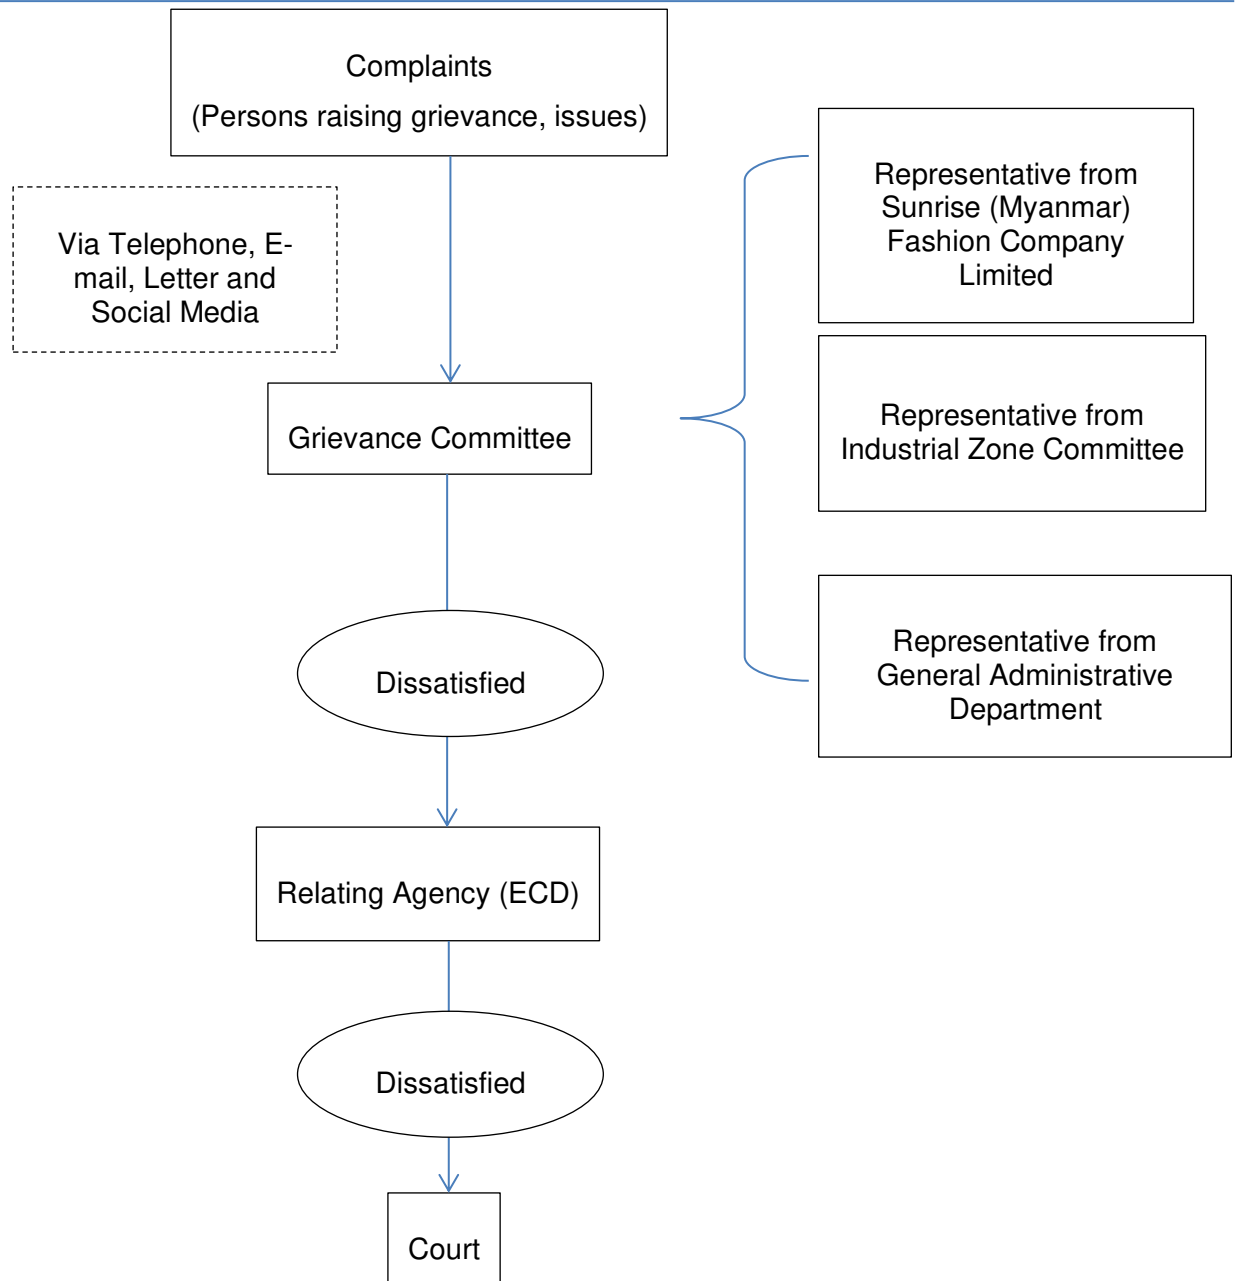 Complaints
(Persons raising grievance, issues)
Via Telephone, E-
mail, Letter and
Social Media
Grievance Committee
Representative from
Sunrise (Myanmar)
Fashion Company
Limited
Representative from
Industrial Zone Committee
Representative from
General Administrative
Department
Dissatisfied
Relating Agency (ECD)
Dissatisfied
Court